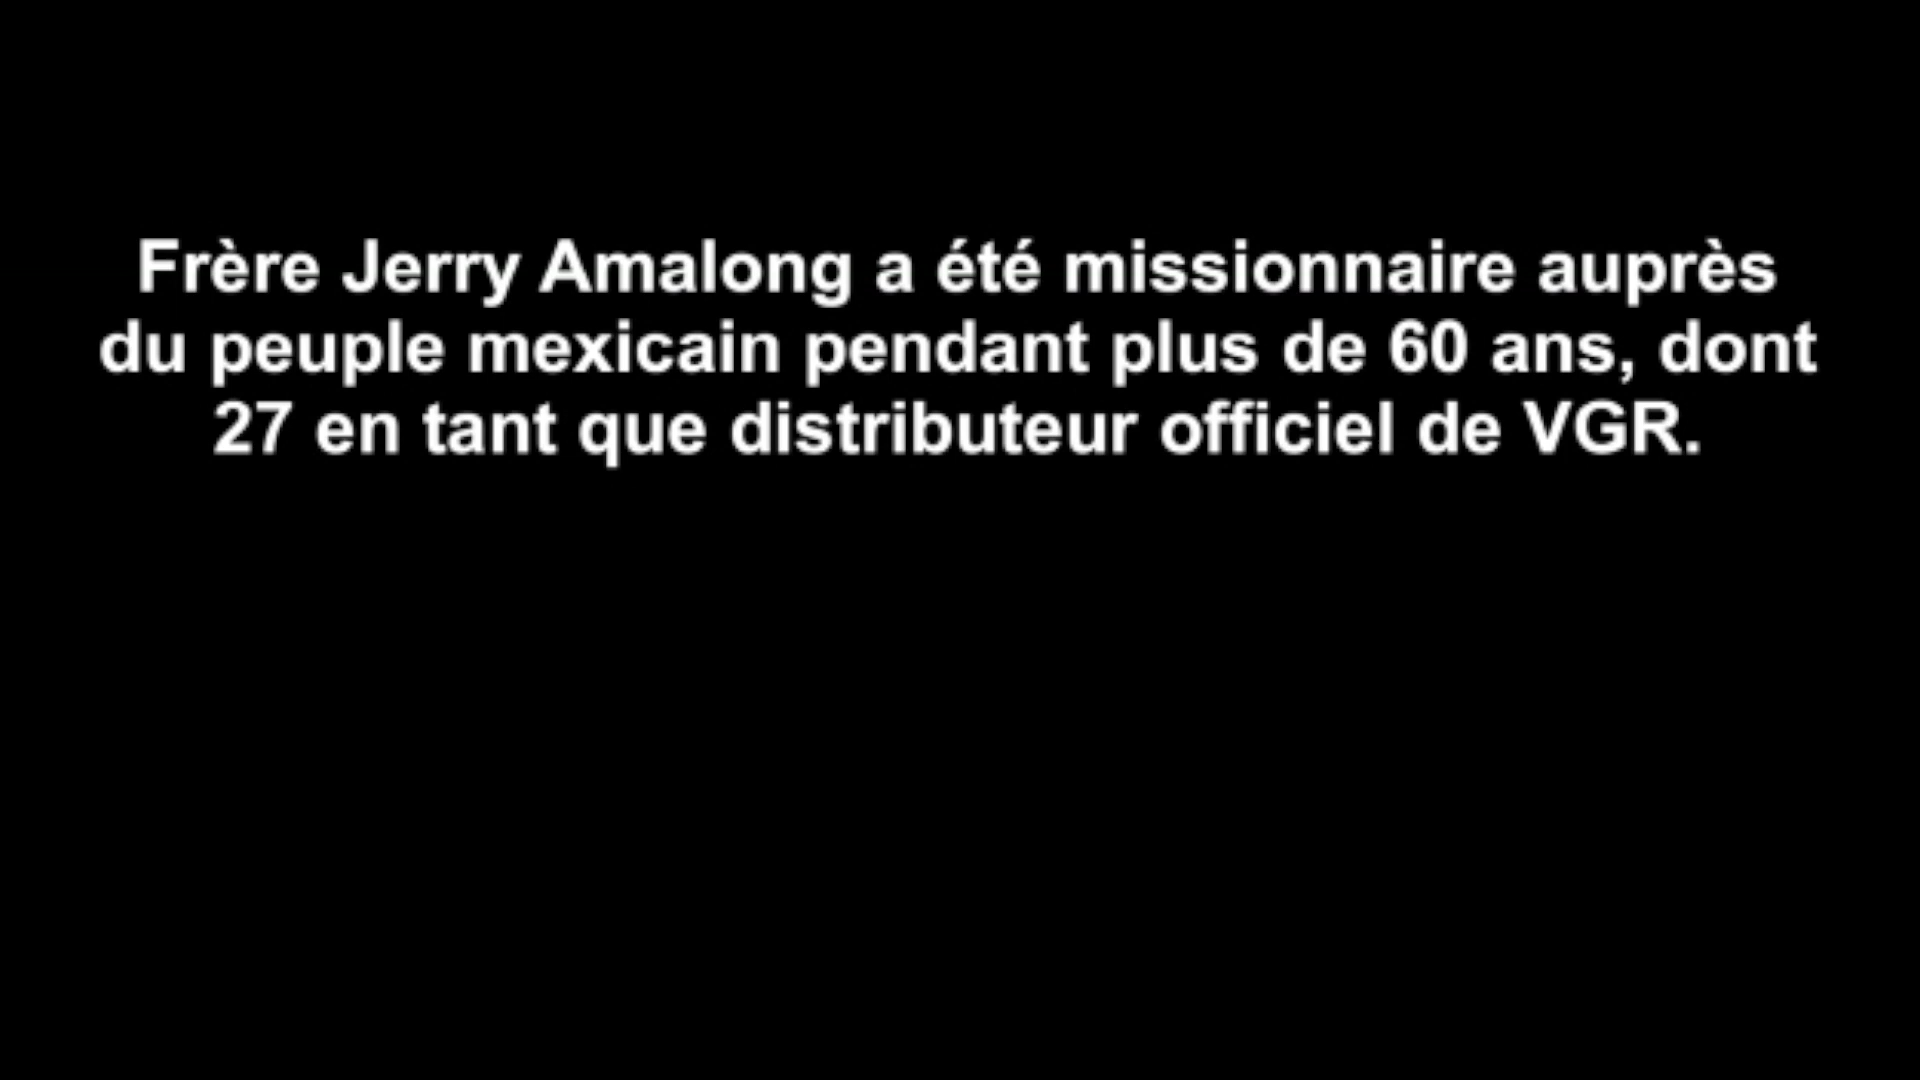 Frère Jerry Amalong a été missionnaire auprès
du peuple mexicain pendant plus de 60 ans, dont
27 en tant que distributeur officiel de VGR.